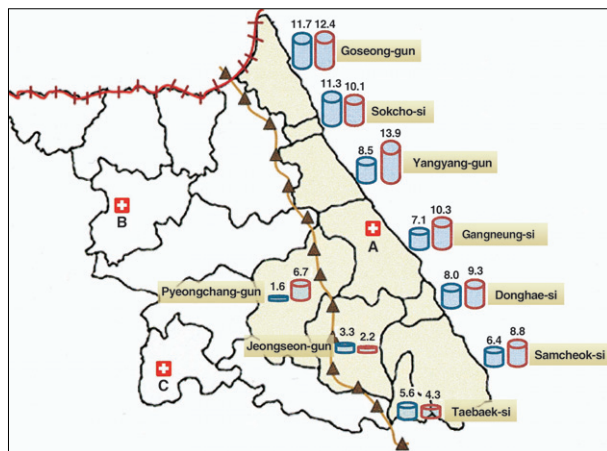 11.7 12.4
Goseong-gun
11.3 10.1
Sokcho-si
8.5 13.9
Yangyang-gun
B
A
7.1 10.3
Gangneung-si
Pyeongchang-gun
1.6 6.7
8.0 9.3
Donghae-si
Jeongseon-gun
3.3 2.2
6.4 8.8
Samcheok-si
C
5.6 4.3
Taebaek-si